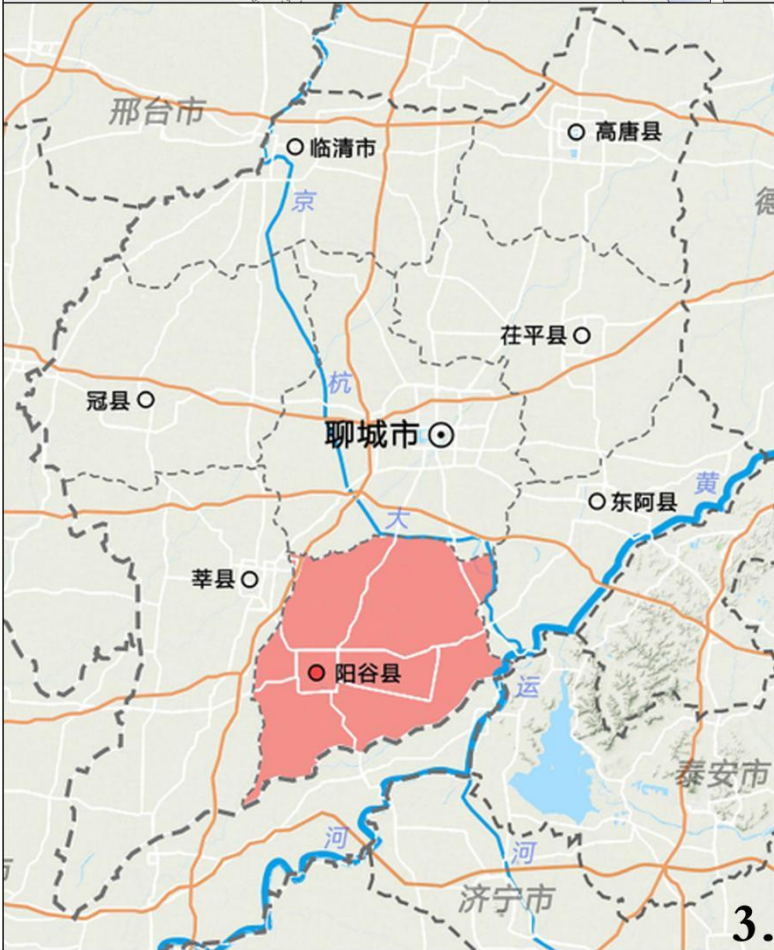 邢台市
高唐县
临清市
德
京
茌平县
杭
冠县
聊城市
黄
东阿县
大
莘县
阳谷县
运
泰安市
河
河
济宁市
市
3.